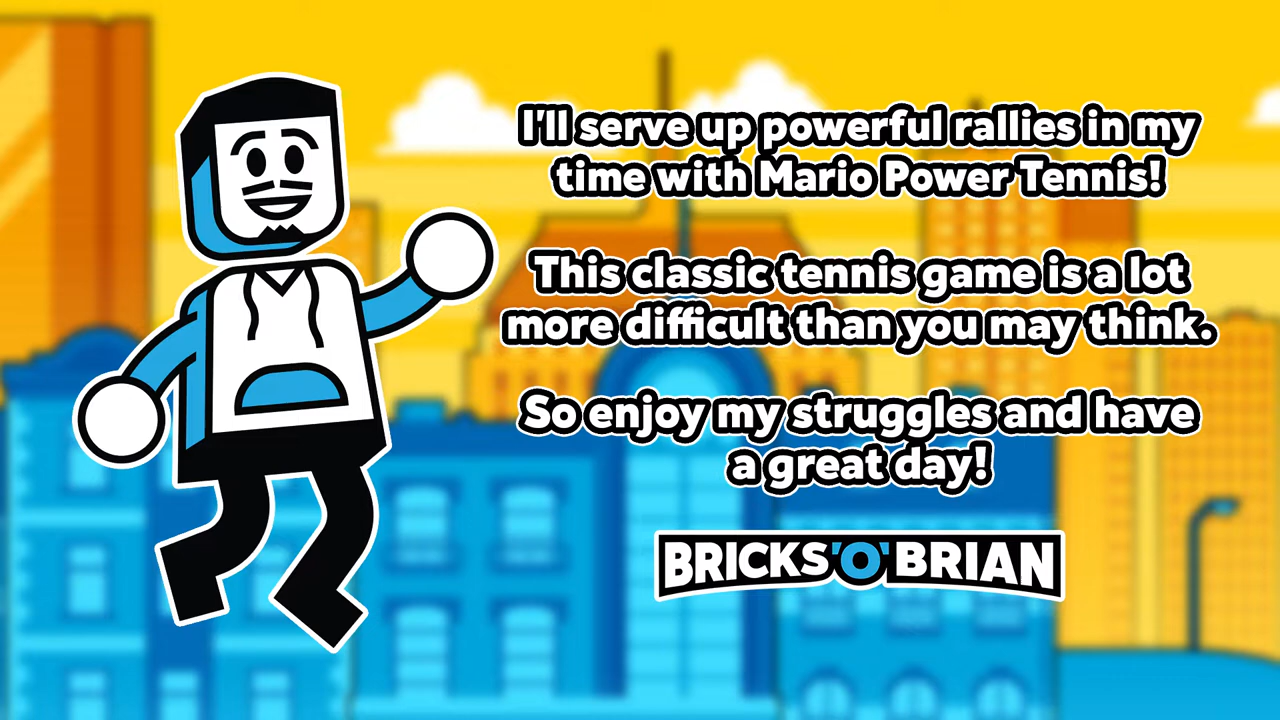 I'll serve up powerful rallies in my
time with Mario Power Tennis!
This classic tennis game is a lot
more difficult than you may think.
So enjoy my struggles and have
a great day!
BRICKS'O'BRIAN